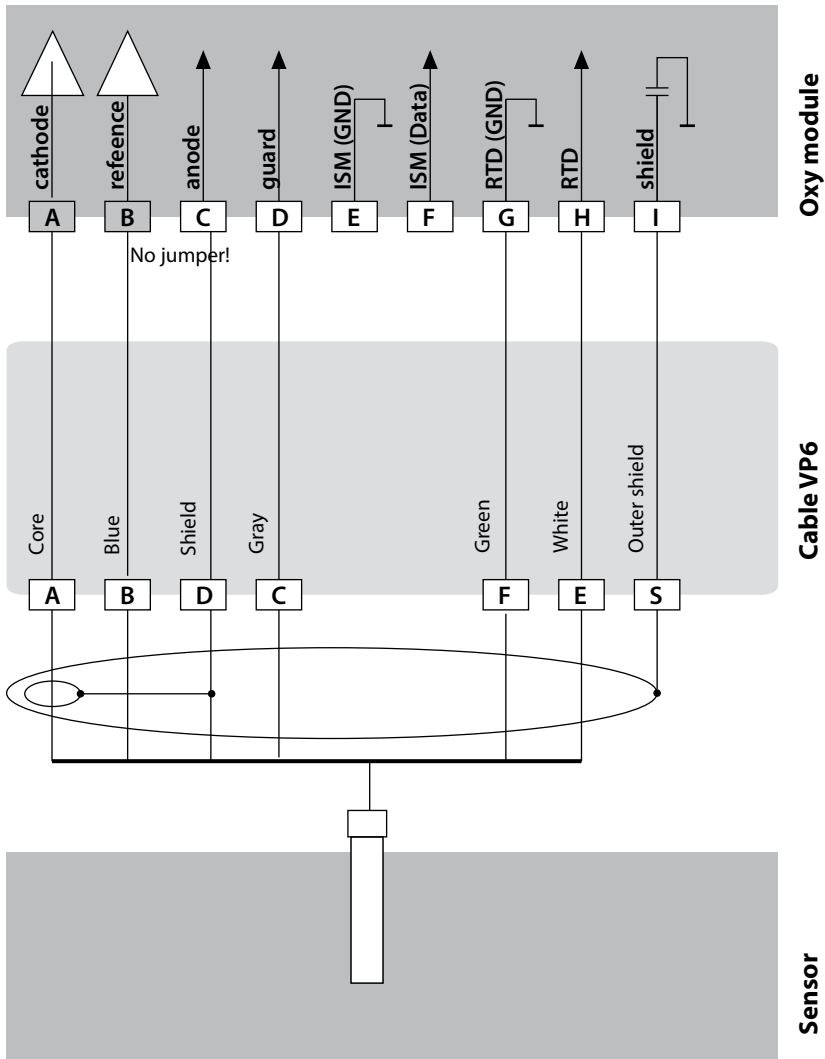 cathode
refeence
anode
guard
ISM (GND)
ISM (Data)
RTD (GND)
RTD
shield
Oxy module
A
B
C
D
E
F
G
H
I
No jumper!
Core
Blue
Shield
Gray
Green
White
Outer shield
Cable VP6
A
B
D
C
F
E
S
Sensor